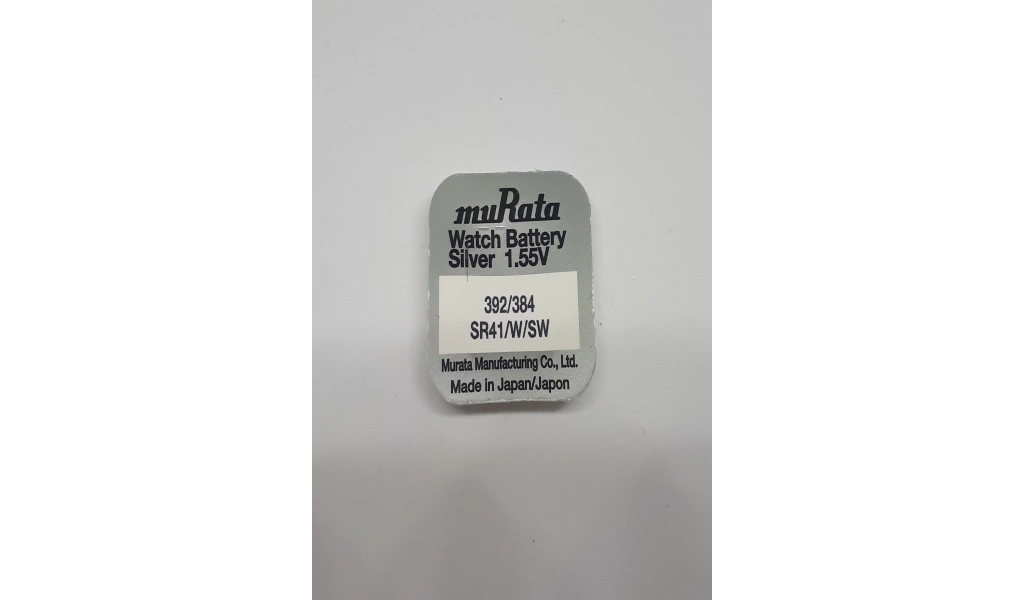 muRata
Watch Battery
Silver 1.55V
392/384
SR41/W/SW
Murata Manufacturing Co., Ltd.
Made in Japan/Japon